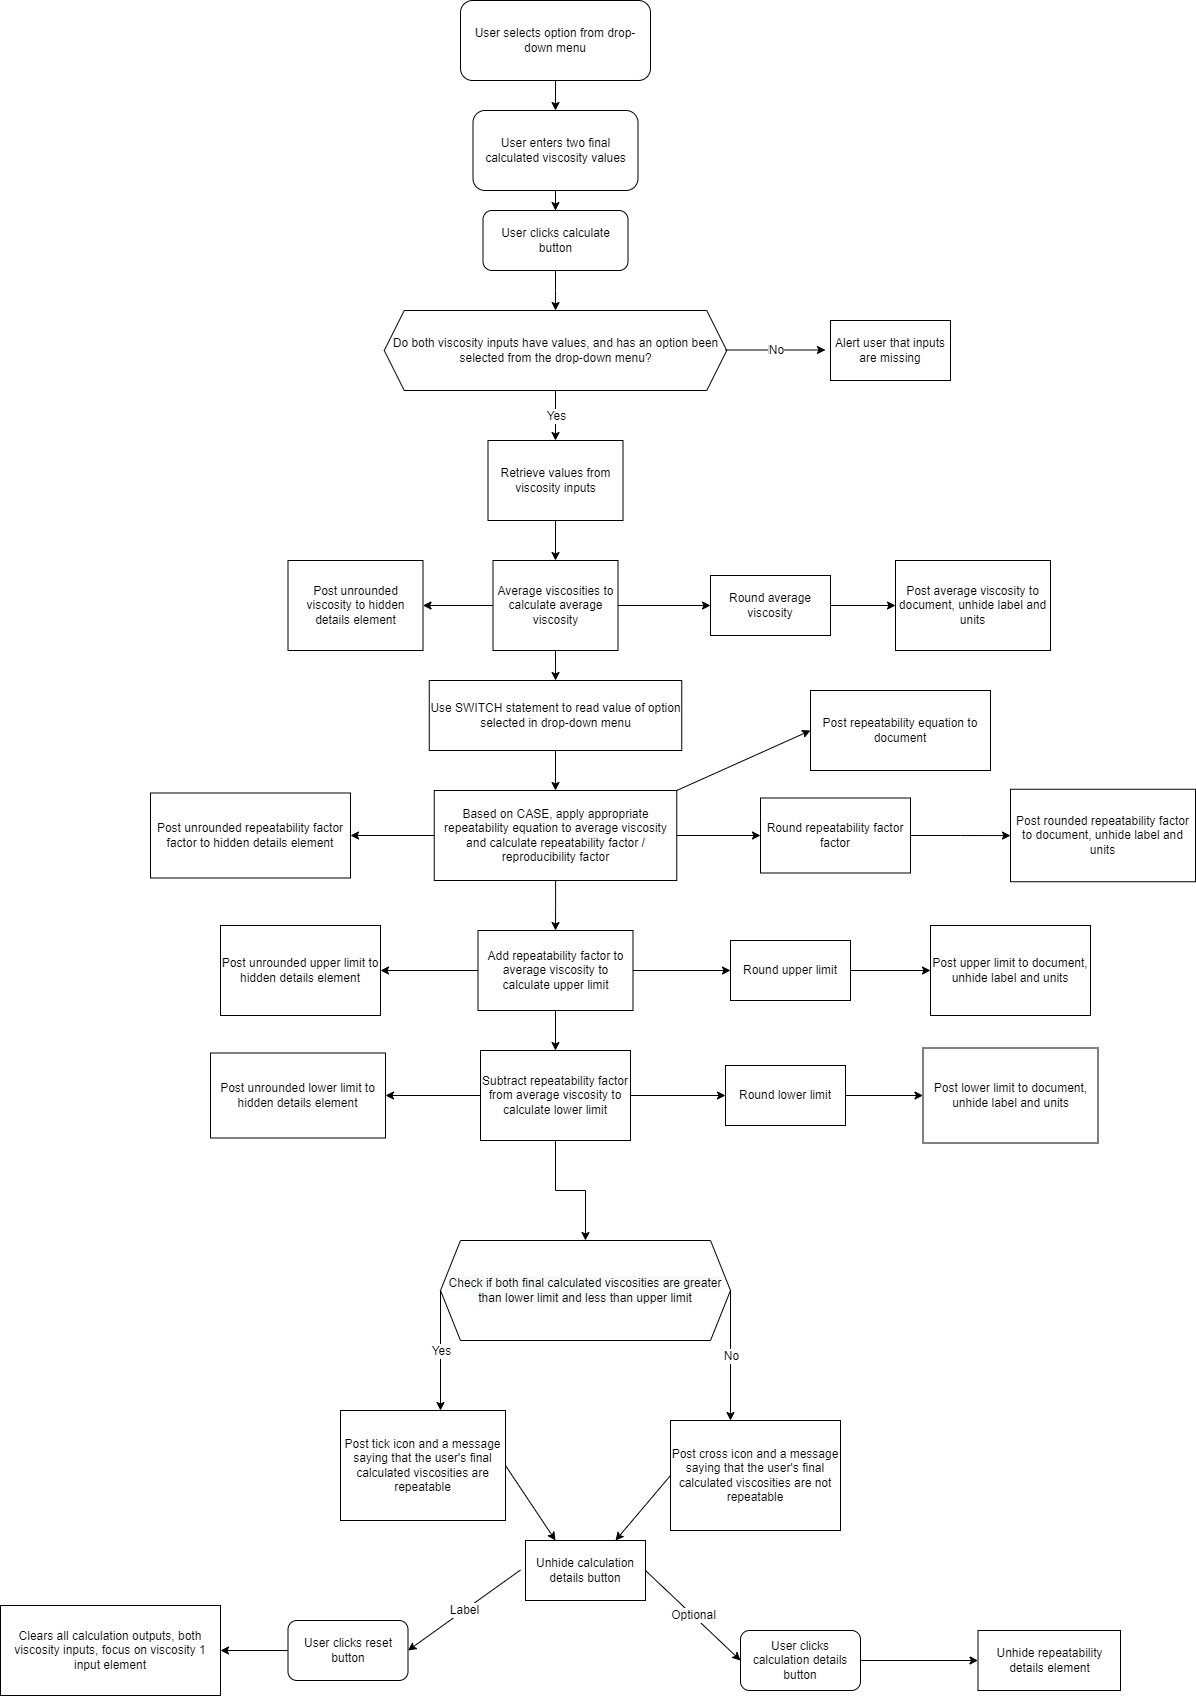 User selects option from drop-
down menu
User enters two final
calculated viscosity values
User clicks calculate
button
Do both viscosity inputs have values, and has an option been
selected from the drop-down menu?
No
Alert user that inputs
are missing
Yes
Retrieve values from
viscosity inputs
Post unrounded
viscosity to hidden
details element
Average viscosities to
calculate average
viscosity
Round average
viscosity
Post average viscosity to
document, unhide label and
units
Use SWITCH statement to read value of option
selected in drop-down menu
Post repeatability equation to
document
Post unrounded repeatability factor
factor to hidden details element
Based on CASE, apply appropriate
repeatability equation to average viscosity
and calculate repeatability factor /
reproducibility factor
Round repeatability factor
factor
Post rounded repeatability factor
to document, unhide label and
units
Post unrounded upper limit to
hidden details element
Add repeatability factor to
average viscosity to
calculate upper limit
Round upper limit
Post upper limit to document,
unhide label and units
Post unrounded lower limit to
hidden details element
Subtract repeatability factor
from average viscosity to
calculate lower limit
Round lower limit
Post lower limit to document,
unhide label and units
Check if both final calculated viscosities are greater
than lower limit and less than upper limit
Yes
No
Post tick icon and a message
saying that the user's final
calculated viscosities are
repeatable
Post cross icon and a message
saying that the user's final
calculated viscosities are not
repeatable
Unhide calculation
details button
Label
Optional
Clears all calculation outputs, both
viscosity inputs, focus on viscosity 1
input element
User clicks reset
button
User clicks
calculation details
button
Unhide repeatability
details element